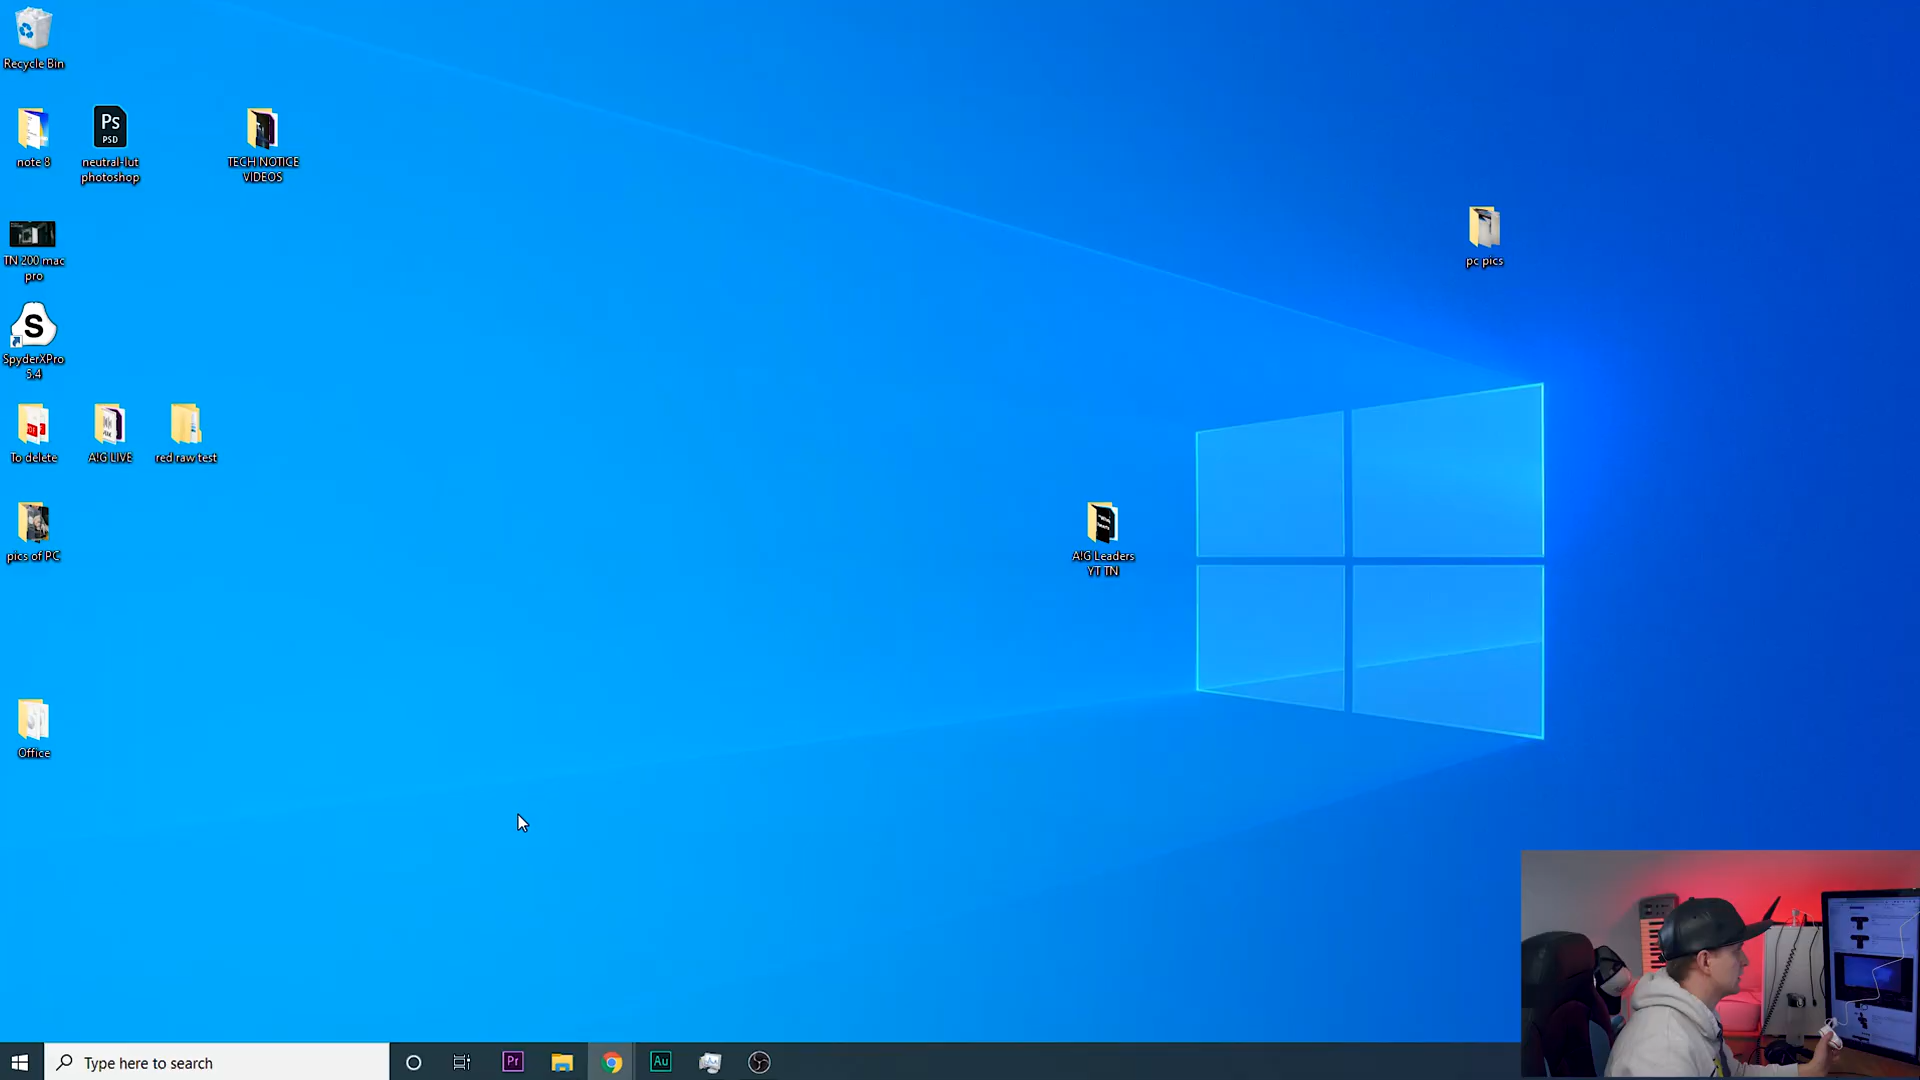 Recycle Bin
note 8
Ps
PSD
neutral-lut
photoshop
TECH NOTICE
VIDEOS
TN 200 mac
pro
S
SpyderXPro
5.4
pc pics
PDF
To delete
A!G LIVE
red raw test
pics of PC
A!G Leaders
YT TN
Office
Type here to search
Pr
Au